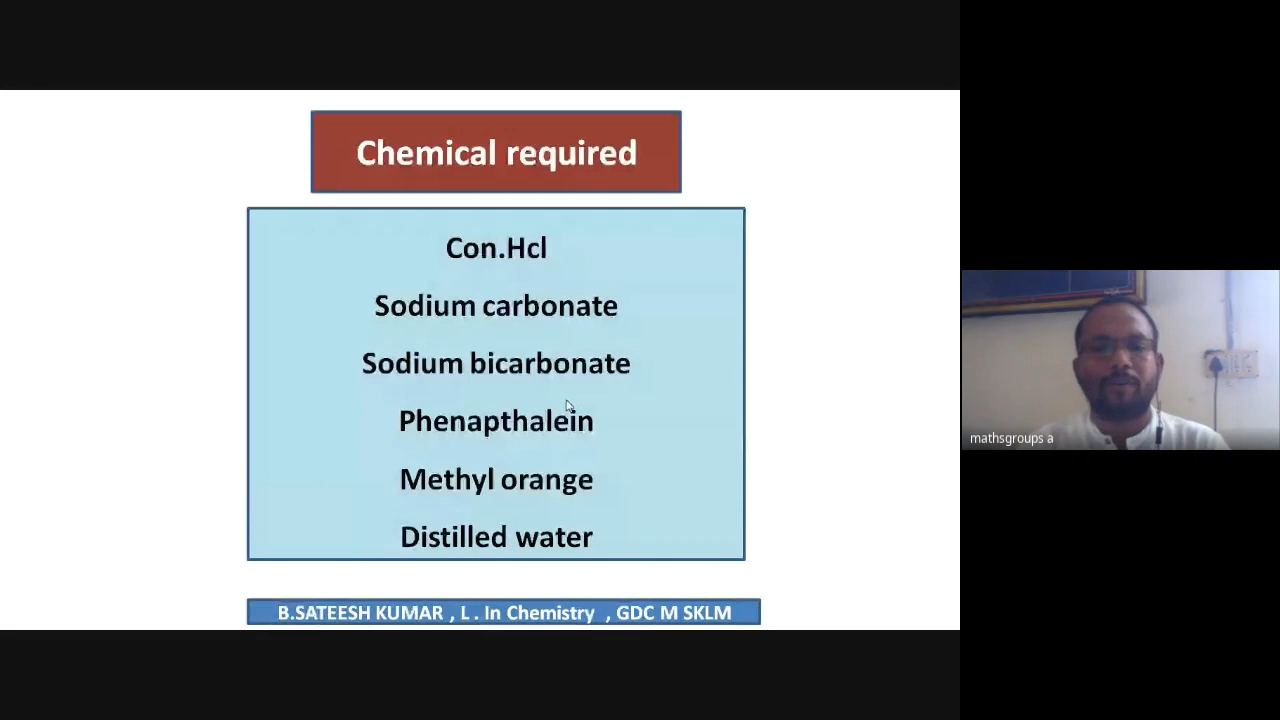 Chemical required
Con.Hcl
Sodium carbonate
Sodium bicarbonate
Phenapthalein
Methyl orange
Distilled water
B.SATEESH KUMAR , L . In Chemistry , GDC M SKLM
mathsgroups a